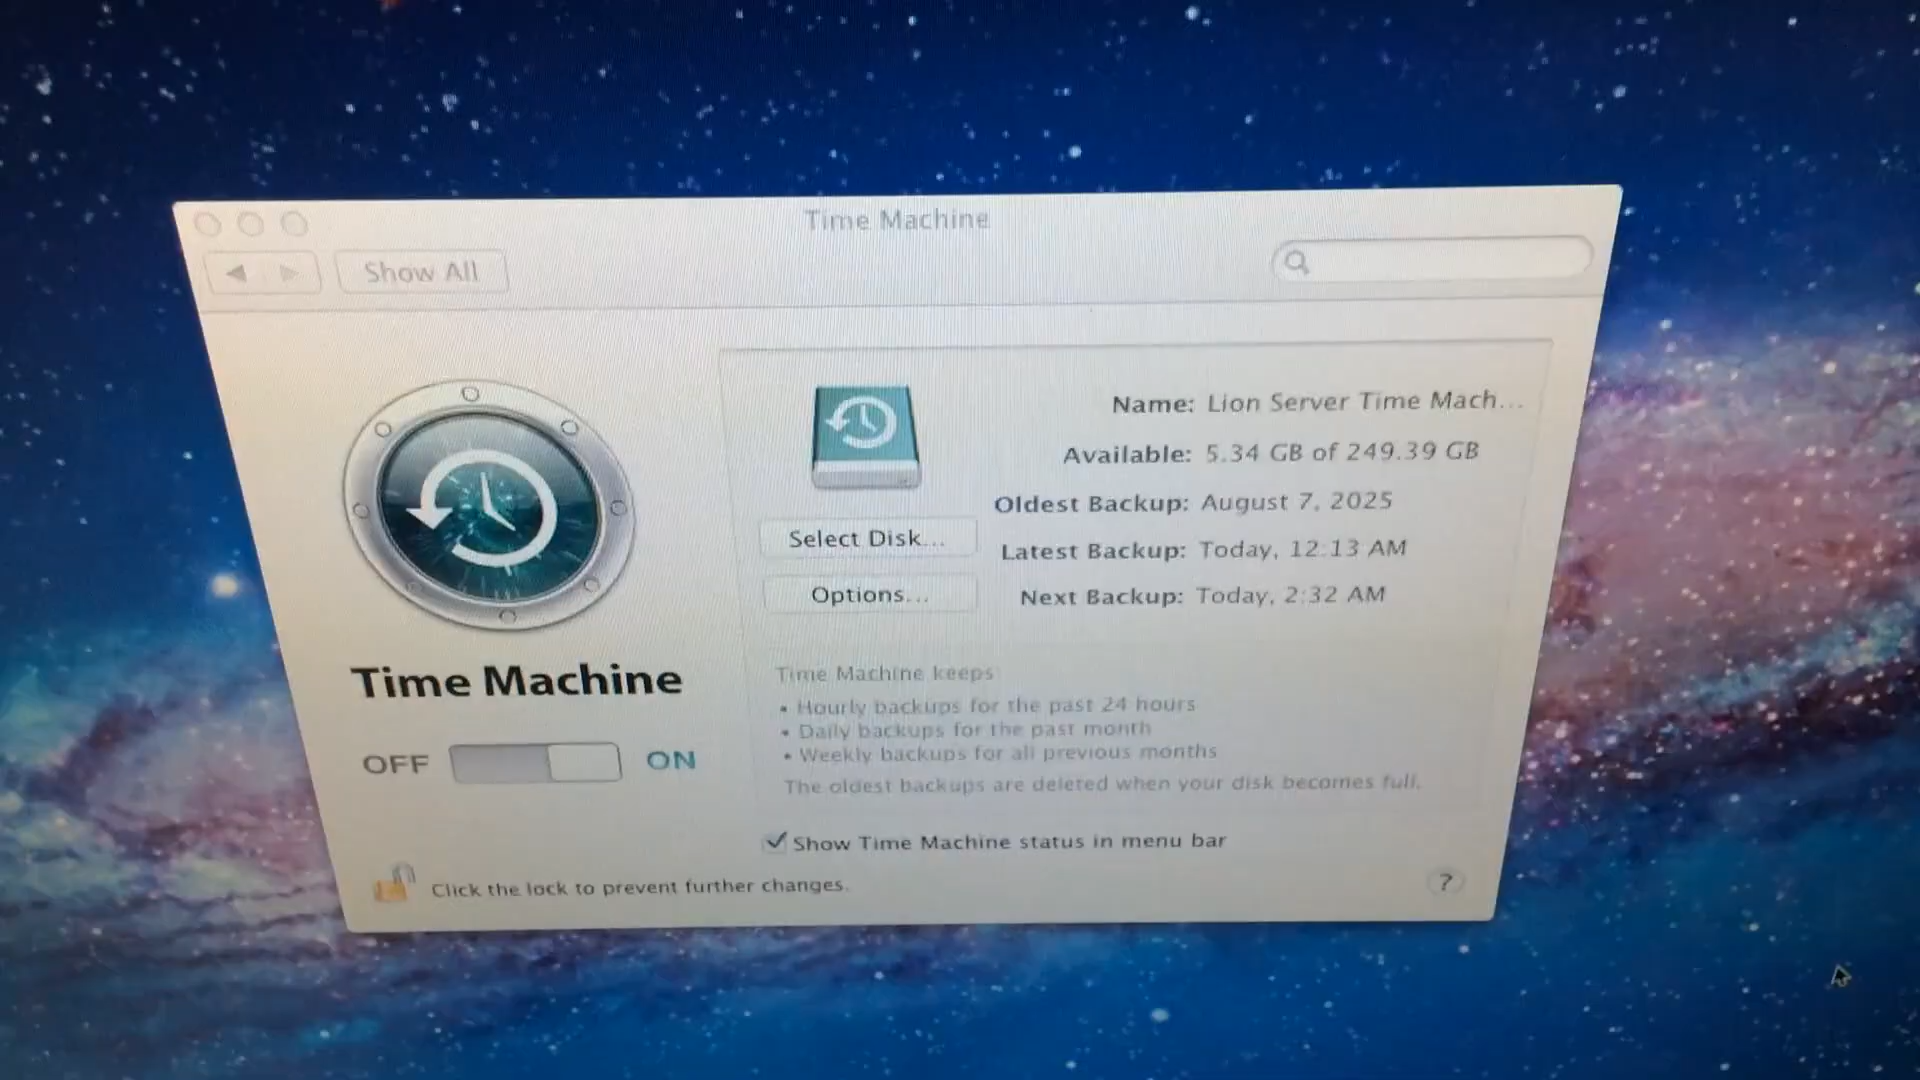 Time Machine
Show All
Name: Lion Server Time Mach...
Available: 5.34 GB of 249.39 GB
Oldest Backup: August 7, 2025
Select Disk...
Latest Backup: Today, 12:13 AM
Options...
Next Backup: Today, 2:32 AM
Time Machine
OFF ON
Time Machine keeps
• Hourly backups for the past 24 hours
• Daily backups for the past month
• Weekly backups for all previous months
The oldest backups are deleted when your disk becomes full.
Show Time Machine status in menu bar
Click the lock to prevent further changes.
?